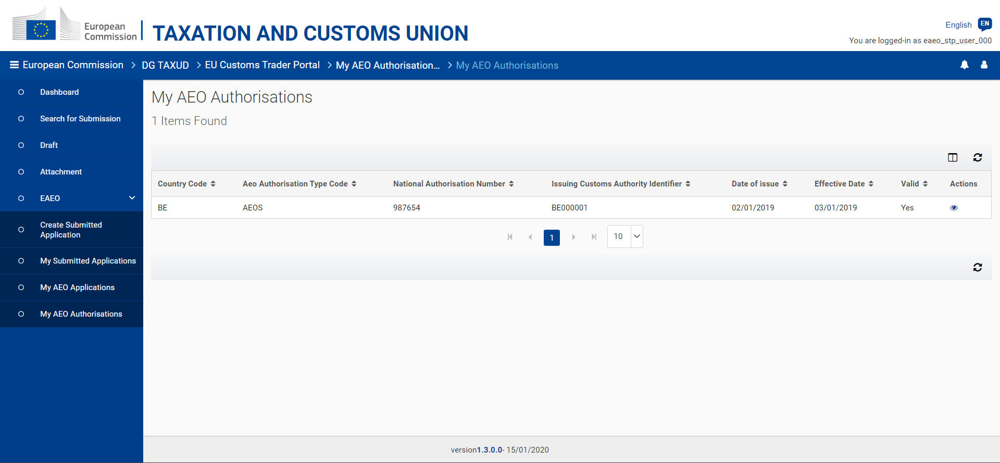 European
Commission
TAXATION AND CUSTOMS UNION
English EN
You are logged-in as eaeo_stp_user_000
European Commission > DG TAXUD > EU Customs Trader Portal > My AEO Authorisation... > My AEO Authorisations
Dashboard
Search for Submission
Draft
Attachment
EAEO
Create Submitted
Application
My Submitted Applications
My AEO Applications
My AEO Authorisations
My AEO Authorisations
1 Items Found
Country Code Aeo Authorisation Type Code National Authorisation Number Issuing Customs Authority Identifier Date of issue Effective Date Valid Actions
BE AEOS 987654 BE000001 02/01/2019 03/01/2019 Yes
1 10
version1.3.0.0- 15/01/2020